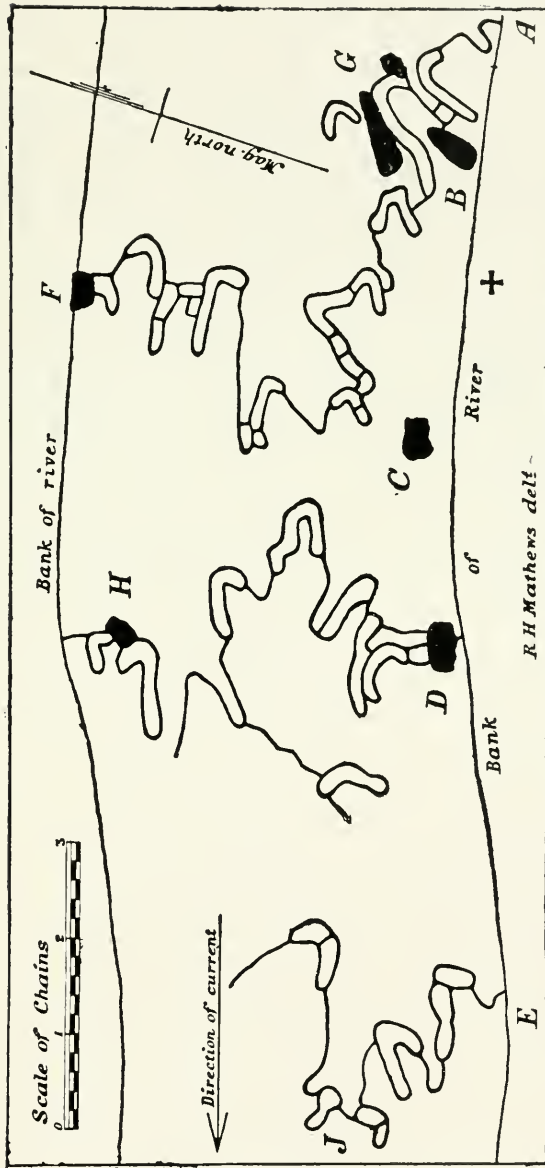 Scale of Chains
0 1 2 3
Bank of river
F
Mag. north
G
H
Direction of current
J
E
D
C
B
A
Bank of River
R H Mathews delt